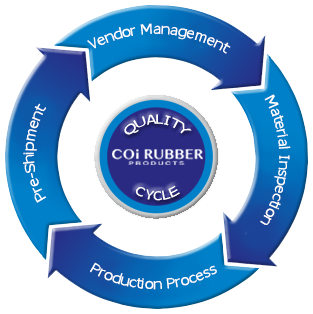 Vendor Management
Material Inspection
Production Process
Pre-Shipment
QUALITY
COi RUBBER
PRODUCTS
CYCLE